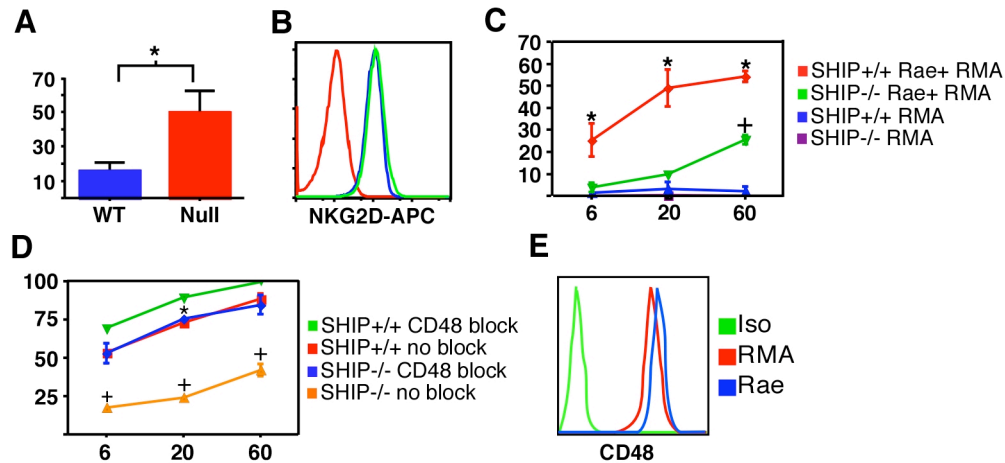 A
*
70
50
30
10
WT
Null
B
NKG2D-APC
C
70
60
50
40
30
20
10
*
*
*
+
6
20
60
SHIP+/+ Rae+ RMA
SHIP-/- Rae+ RMA
SHIP+/+ RMA
SHIP-/- RMA
D
100
75
50
25
*
+
+
+
6
20
60
SHIP+/+ CD48 block
SHIP+/+ no block
SHIP-/- CD48 block
SHIP-/- no block
E
CD48
Iso
RMA
Rae